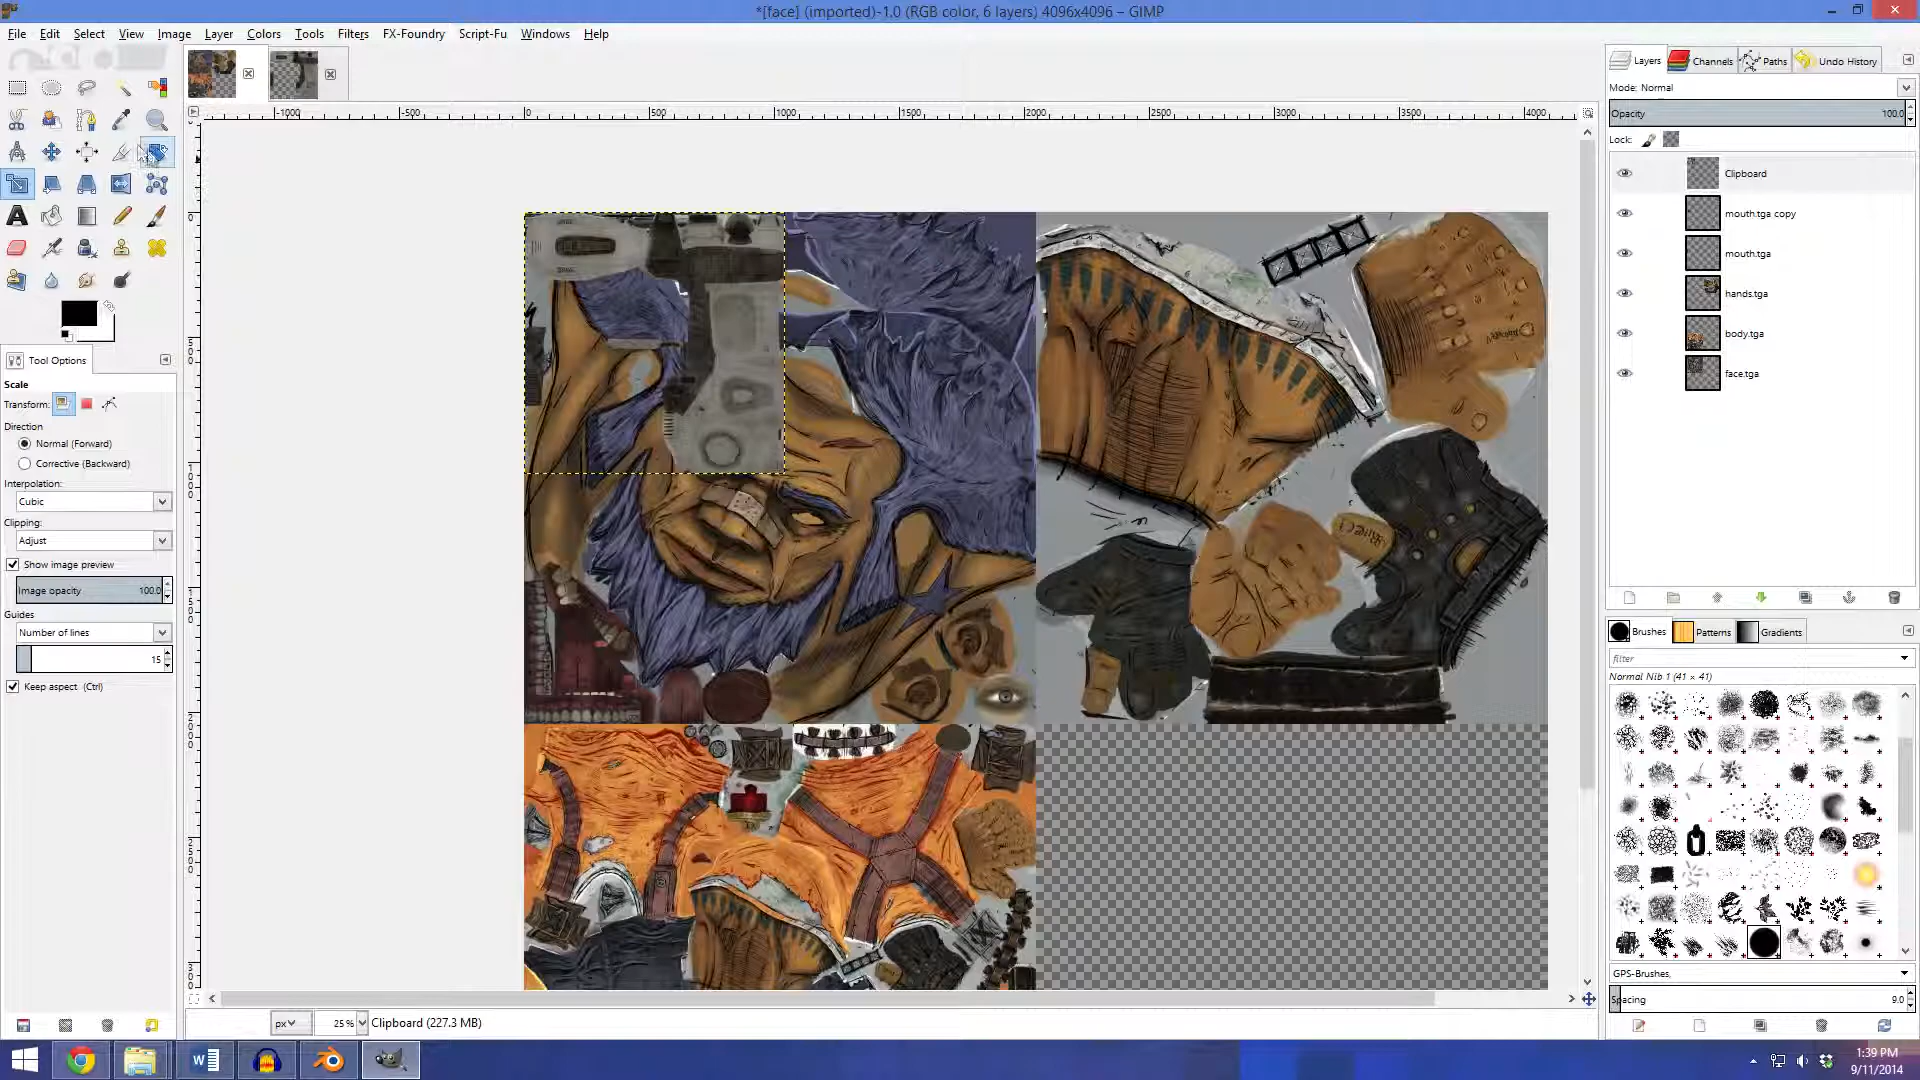 *[face] (imported)-1.0 (RGB color, 6 layers) 4096x4096 – GIMP
File Edit Select View Image Layer Colors Tools Filters FX-Foundry Script-Fu Windows Help
Layers Channels Paths Undo History
Mode: Normal
Opacity 100.0
Lock:
-1000 -500 0 500 1000 1500 2000 2500 3000 3500 4000
Clipboard
mouth.tga copy
mouth.tga
hands.tga
body.tga
face.tga
Tool Options
Scale
Transform:
Direction
Normal (Forward)
Corrective (Backward)
Interpolation:
Cubic
Clipping:
Adjust
Show image preview
Image opacity 100.0
Guides
Number of lines
15
Keep aspect (Ctrl)
Brushes Patterns Gradients
filter
Normal Nib 1 (41 × 41)
GPS-Brushes,
Spacing 9.0
px 25 % Clipboard (227.3 MB)
1:39 PM
9/11/2014